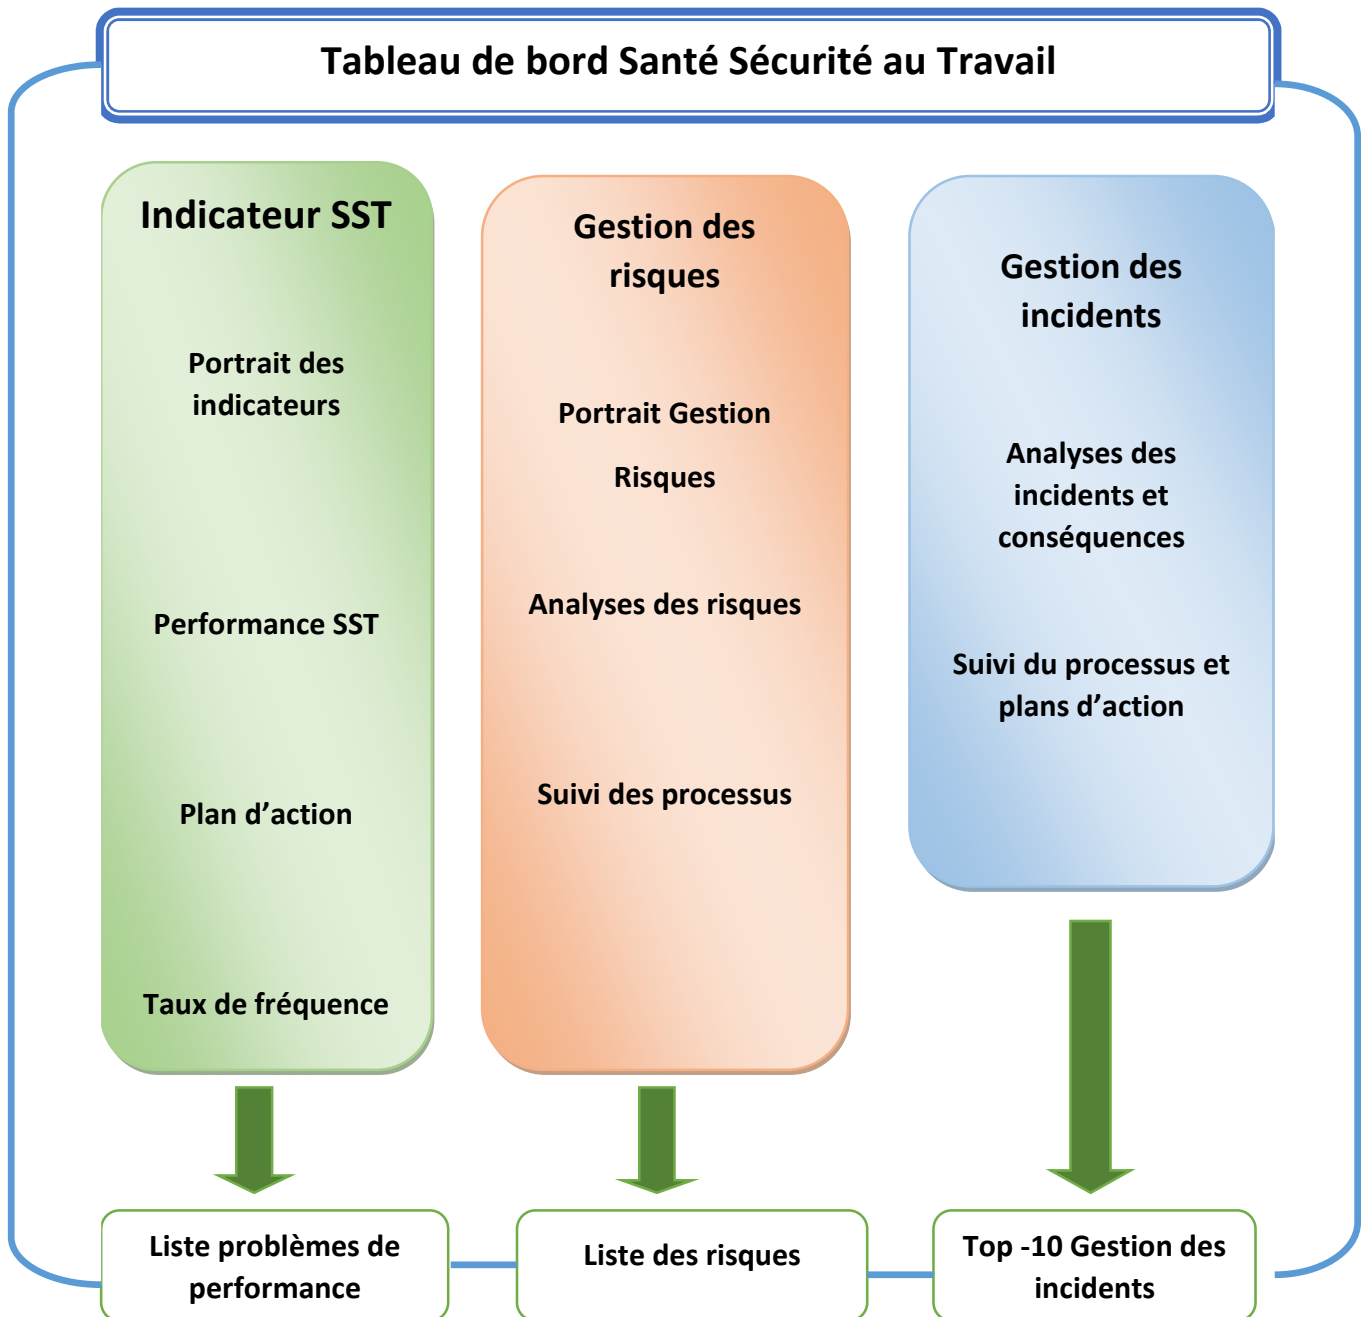 Tableau de bord Santé Sécurité au Travail
Indicateur SST
Portrait des
indicateurs
Performance SST
Plan d’action
Taux de fréquence
Gestion des
risques
Portrait Gestion
Risques
Analyses des risques
Suivi des processus
Gestion des
incidents
Analyses des
incidents et
conséquences
Suivi du processus et
plans d’action
Liste problèmes de
performance
Liste des risques
Top -10 Gestion des
incidents